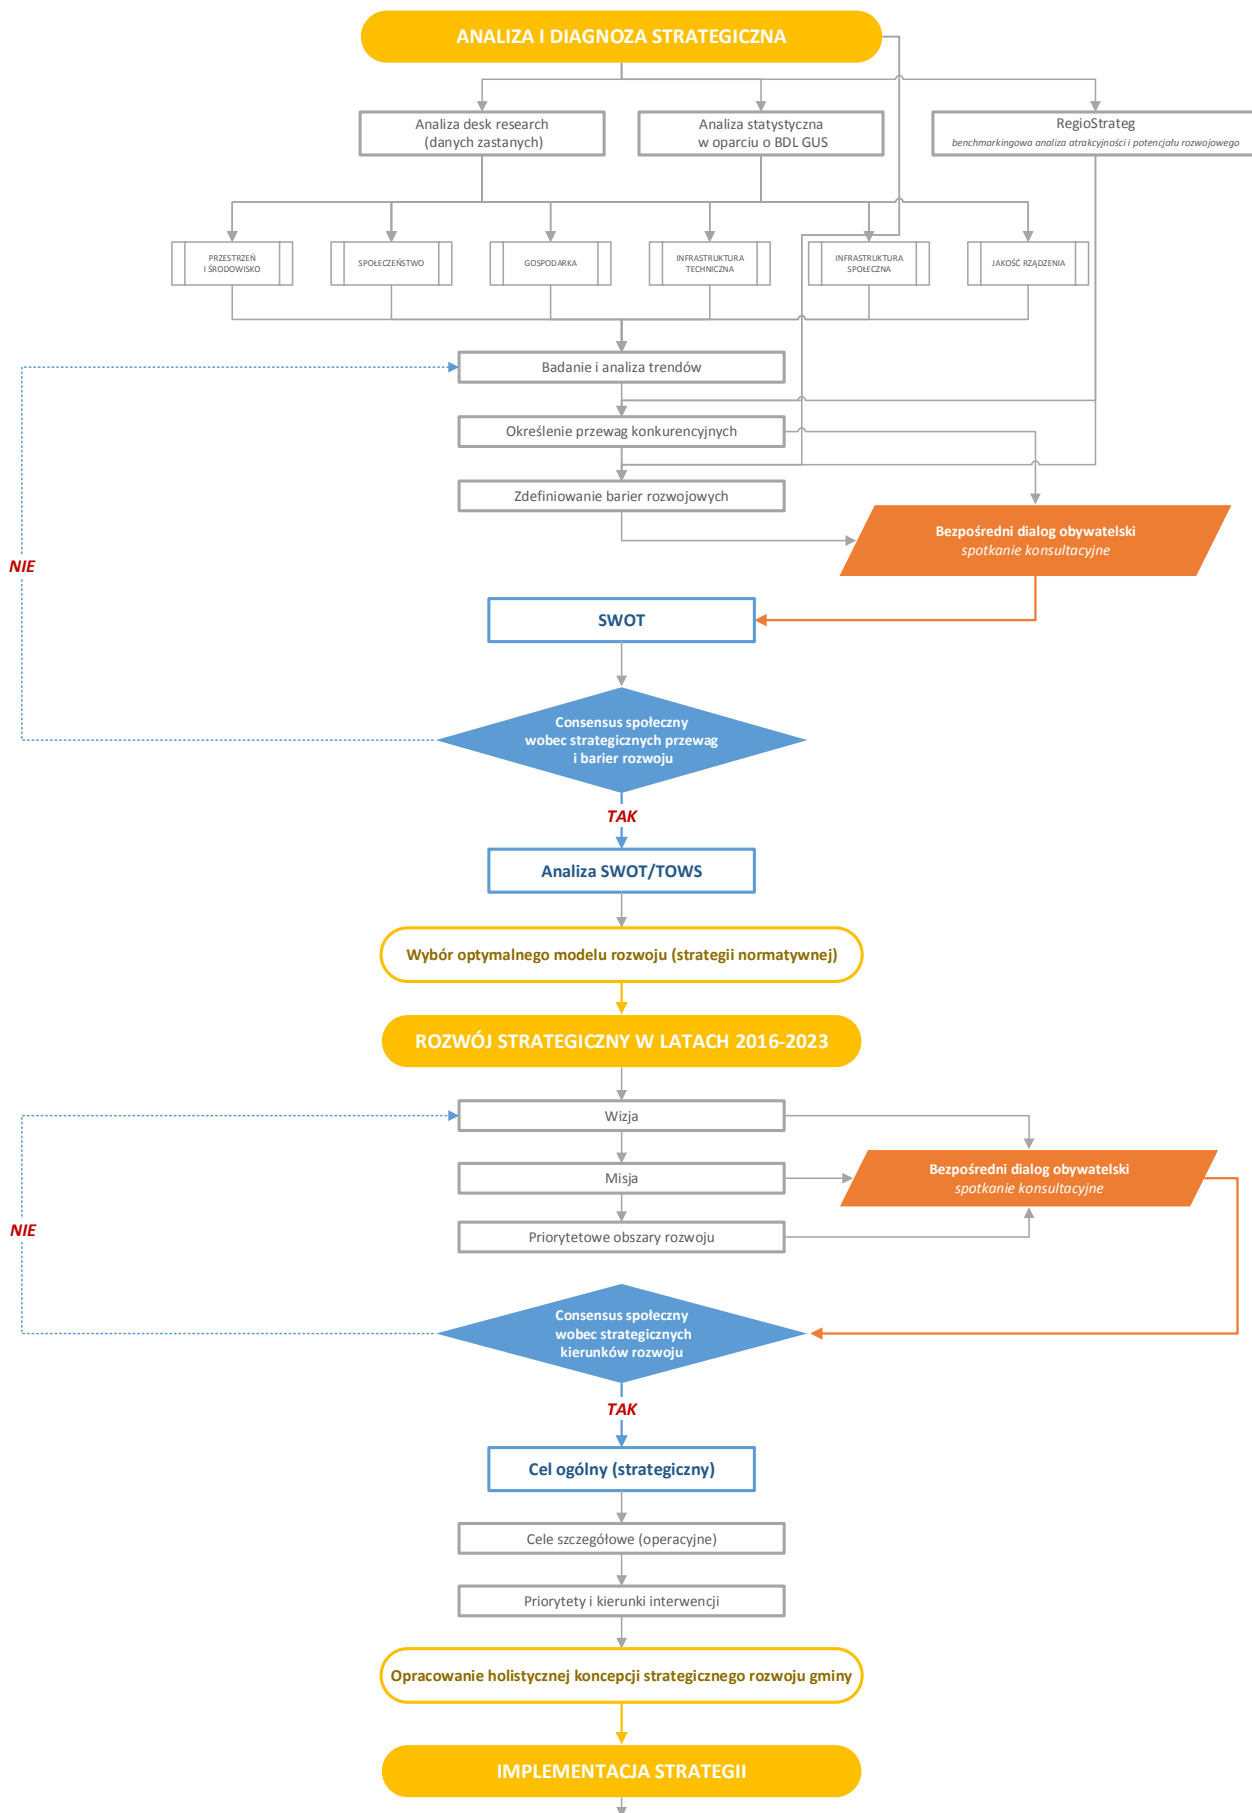 ANALIZA I DIAGNOZA STRATEGICZNA
Analiza desk research
(danych zastanych)
Analiza statystyczna
w oparciu o BDL GUS
RegioStrateg
benchmarkingowa analiza atrakcyjności i potencjału rozwojowego
PRZESTRZEŃ
I ŚRODOWISKO
SPOŁECZEŃSTWO
GOSPODARKA
INFRASTRUKTURA
TECHNICZNA
INFRASTRUKTURA
SPOŁECZNA
JAKOŚĆ RZĄDZENIA
Badanie i analiza trendów
Określenie przewag konkurencyjnych
Zdefiniowanie barier rozwojowych
Bezpośredni dialog obywatelski
spotkanie konsultacyjne
NIE
SWOT
Consensus społeczny
wobec strategicznych przewag
i barier rozwoju
TAK
Analiza SWOT/TOWS
Wybór optymalnego modelu rozwoju (strategii normatywnej)
ROZWÓJ STRATEGICZNY W LATACH 2016-2023
Wizja
Misja
Bezpośredni dialog obywatelski
spotkanie konsultacyjne
Priorytetowe obszary rozwoju
NIE
Consensus społeczny
wobec strategicznych
kierunków rozwoju
TAK
Cel ogólny (strategiczny)
Cele szczegółowe (operacyjne)
Priorytety i kierunki interwencji
Opracowanie holistycznej koncepcji strategicznego rozwoju gminy
IMPLEMENTACJA STRATEGII